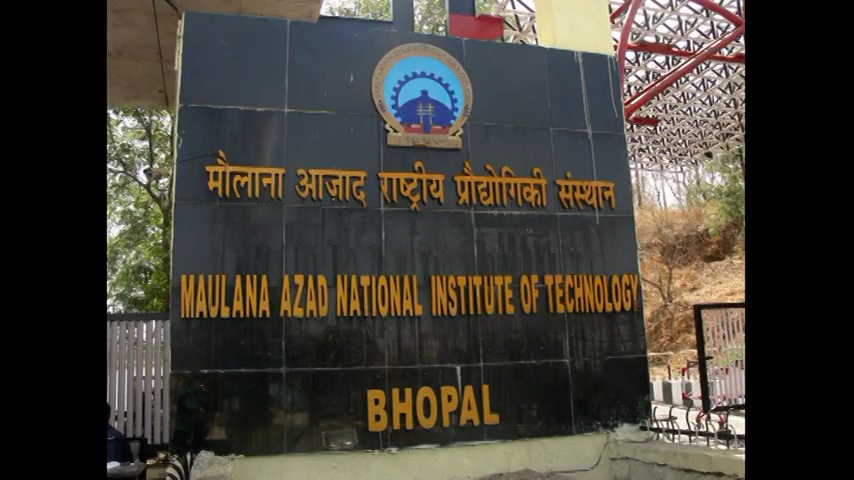 मौलाना आज़ाद राष्ट्रीय प्रौद्योगिकी संस्थान
MAULANA AZAD NATIONAL INSTITUTE OF TECHNOLOGY
BHOPAL